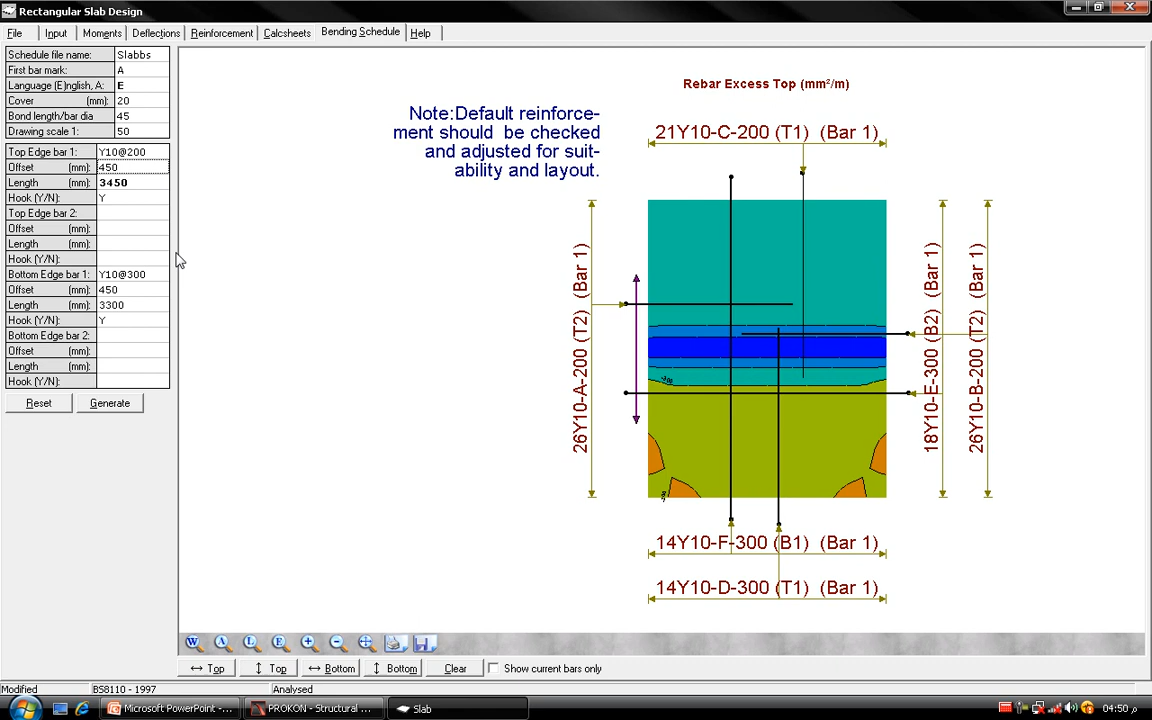 Rectangular Slab Design
File Input Moments Deflections Reinforcement Calcsheets Bending Schedule Help
Schedule file name: Slabbs
First bar mark: A
Language (E)nglish, A: E
Cover (mm): 20
Bond length/bar dia 45
Drawing scale 1: 50
Top Edge bar 1: Y10@200
Offset (mm): 450
Length (mm): 3450
Hook (Y/N): Y
Top Edge bar 2:
Offset (mm):
Length (mm):
Hook (Y/N):
Bottom Edge bar 1: Y10@300
Offset (mm): 450
Length (mm): 3300
Hook (Y/N): Y
Bottom Edge bar 2:
Offset (mm):
Length (mm):
Hook (Y/N):
Reset Generate
Rebar Excess Top (mm²/m)
Note:Default reinforce-
ment should be checked
and adjusted for suit-
ability and layout.
21Y10-C-200 (T1) (Bar 1)
26Y10-A-200 (T2) (Bar 1)
18Y10-E-300 (B2) (Bar 1)
26Y10-B-200 (T2) (Bar 1)
14Y10-F-300 (B1) (Bar 1)
14Y10-D-300 (T1) (Bar 1)
W A L E
Top Top Bottom Bottom Clear Show current bars only
Modified BS8110 - 1997 Analysed
Microsoft PowerPoint -... PROKON - Structural ... Slab 04:50 م